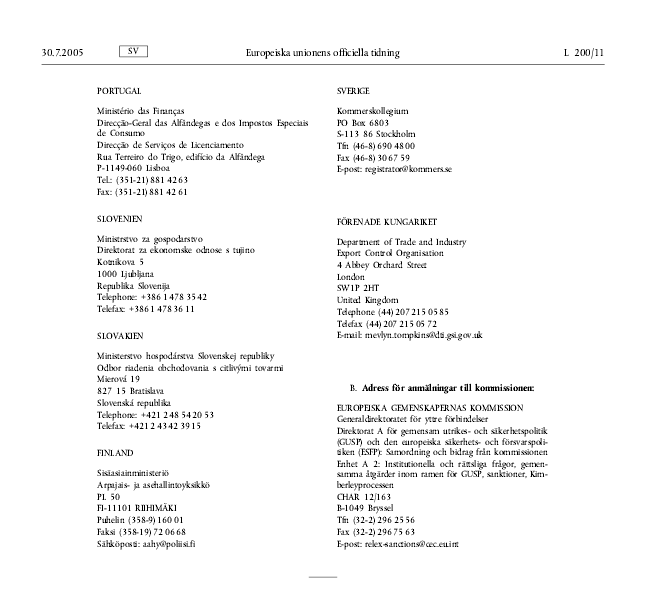 30.7.2005
SV
Europeiska unionens officiella tidning
L 200/11
PORTUGAL
Ministério das Finanças
Direcção-Geral das Alfândegas e dos Impostos Especiais
de Consumo
Direcção de Serviços de Licenciamento
Rua Terreiro do Trigo, edifício da Alfândega
P-1149-060 Lisboa
Tel.: (351-21) 881 42 63
Fax: (351-21) 881 42 61
SLOVENIEN
Ministrstvo za gospodarstvo
Direktorat za ekonomske odnose s tujino
Kotnikova 5
1000 Ljubljana
Republika Slovenija
Telephone: +386 1 478 35 42
Telefax: +386 1 478 36 11
SLOVAKIEN
Ministerstvo hospodárstva Slovenskej republiky
Odbor riadenia obchodovania s citlivými tovarmi
Mierová 19
827 15 Bratislava
Slovenská republika
Telephone: +421 2 48 54 20 53
Telefax: +421 2 43 42 39 15
FINLAND
Sisäasiainministeriö
Arpajais- ja asehallintoyksikkö
PL 50
FI-11101 RIIHIMÄKI
Puhelin (358-9) 160 01
Faksi (358-19) 72 06 68
Sähköposti: aahy@poliisi.fi
SVERIGE
Kommerskollegium
PO Box 6803
S-113 86 Stockholm
Tfn (46-8) 690 48 00
Fax (46-8) 30 67 59
E-post: registrator@kommers.se
FÖRENADE KUNGARIKET
Department of Trade and Industry
Export Control Organisation
4 Abbey Orchard Street
London
SW1P 2HT
United Kingdom
Telephone (44) 207 215 05 85
Telefax (44) 207 215 05 72
E-mail: mevlyn.tompkins@dti.gsi.gov.uk
B. Adress för anmälningar till kommissionen:
EUROPEISKA GEMENSKAPERNAS KOMMISSION
Generaldirektoratet för yttre förbindelser
Direktorat A för gemensam utrikes- och säkerhetspolitik
(GUSP) och den europeiska säkerhets- och försvarspoli-
tiken (ESFP): Samordning och bidrag från kommissionen
Enhet A 2: Institutionella och rättsliga frågor, gemen-
samma åtgärder inom ramen för GUSP, sanktioner, Kim-
berleyprocessen
CHAR 12/163
B-1049 Bryssel
Tfn (32-2) 296 25 56
Fax (32-2) 296 75 63
E-post: relex-sanctions@cec.eu.int